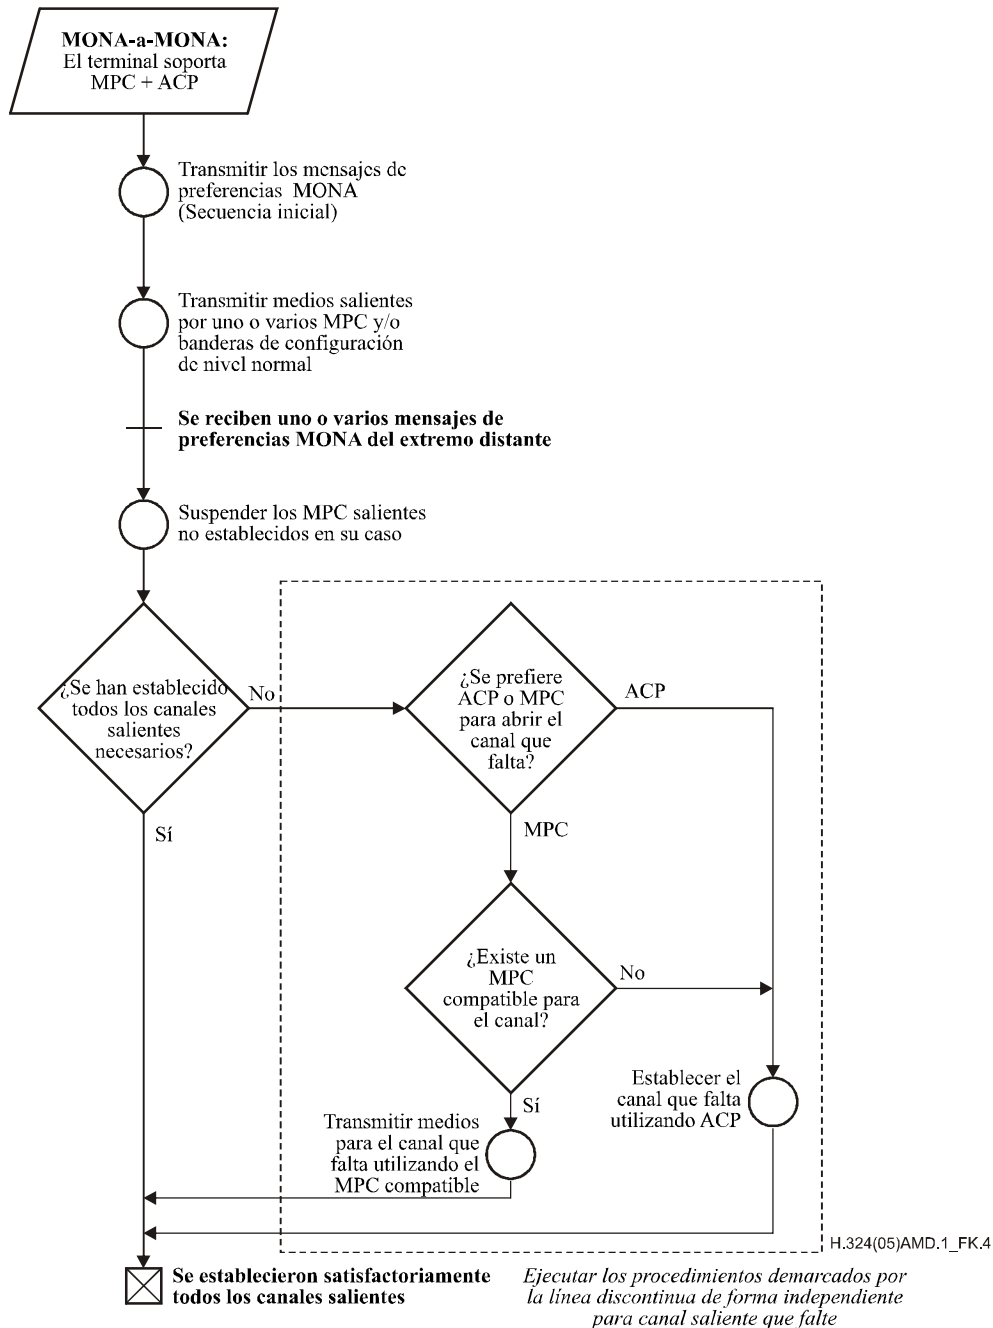 MONA-a-MONA:
El terminal soporta
MPC + ACP
Transmitir los mensajes de
preferencias MONA
(Secuencia inicial)
Transmitir medios salientes
por uno o varios MPC y/o
banderas de configuración
de nivel normal
Se reciben uno o varios mensajes de
preferencias MONA del extremo distante
Suspender los MPC salientes
no establecidos en su caso
¿Se han establecido
todos los canales
salientes
necesarios?
No
¿Se prefiere
ACP o MPC
para abrir el
canal que
falta?
ACP
Sí
MPC
¿Existe un
MPC
compatible para
el canal?
No
Sí
Establecer el
canal que falta
utilizando ACP
Transmitir medios
para el canal que
falta utilizando el
MPC compatible
H.324(05)AMD.1_FK.4
Se establecieron satisfactoriamente
todos los canales salientes
Ejecutar los procedimientos demarcados por
la línea discontinua de forma independiente
para canal saliente que falte